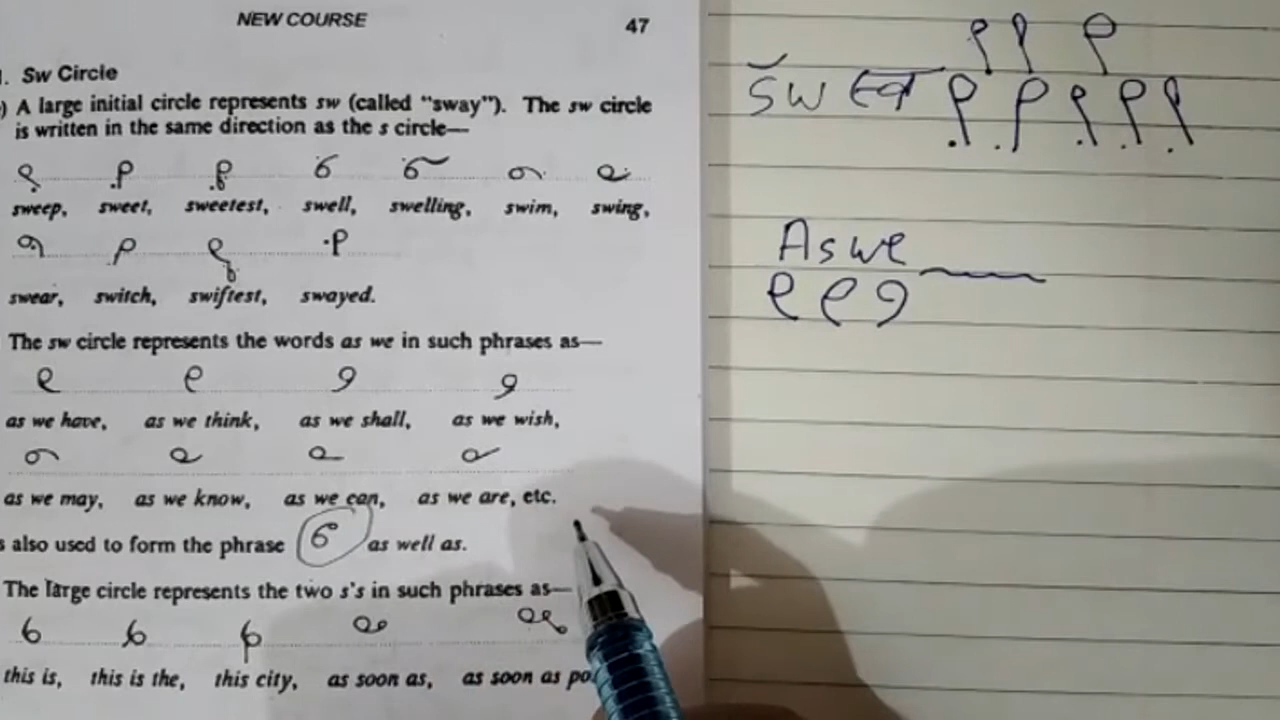 NEW COURSE 47
. Sw Circle
) A large initial circle represents sw (called "sway"). The sw circle
is written in the same direction as the s circle—
sweep, sweet, sweetest, swell, swelling, swim, swing,
swear, switch, swiftest, swayed.
The sw circle represents the words as we in such phrases as—
as we have, as we think, as we shall, as we wish,
as we may, as we know, as we can, as we are, etc.
s also used to form the phrase as well as.
The large circle represents the two s's in such phrases as—
this is, this is the, this city, as soon as, as soon as po
Sw
As we